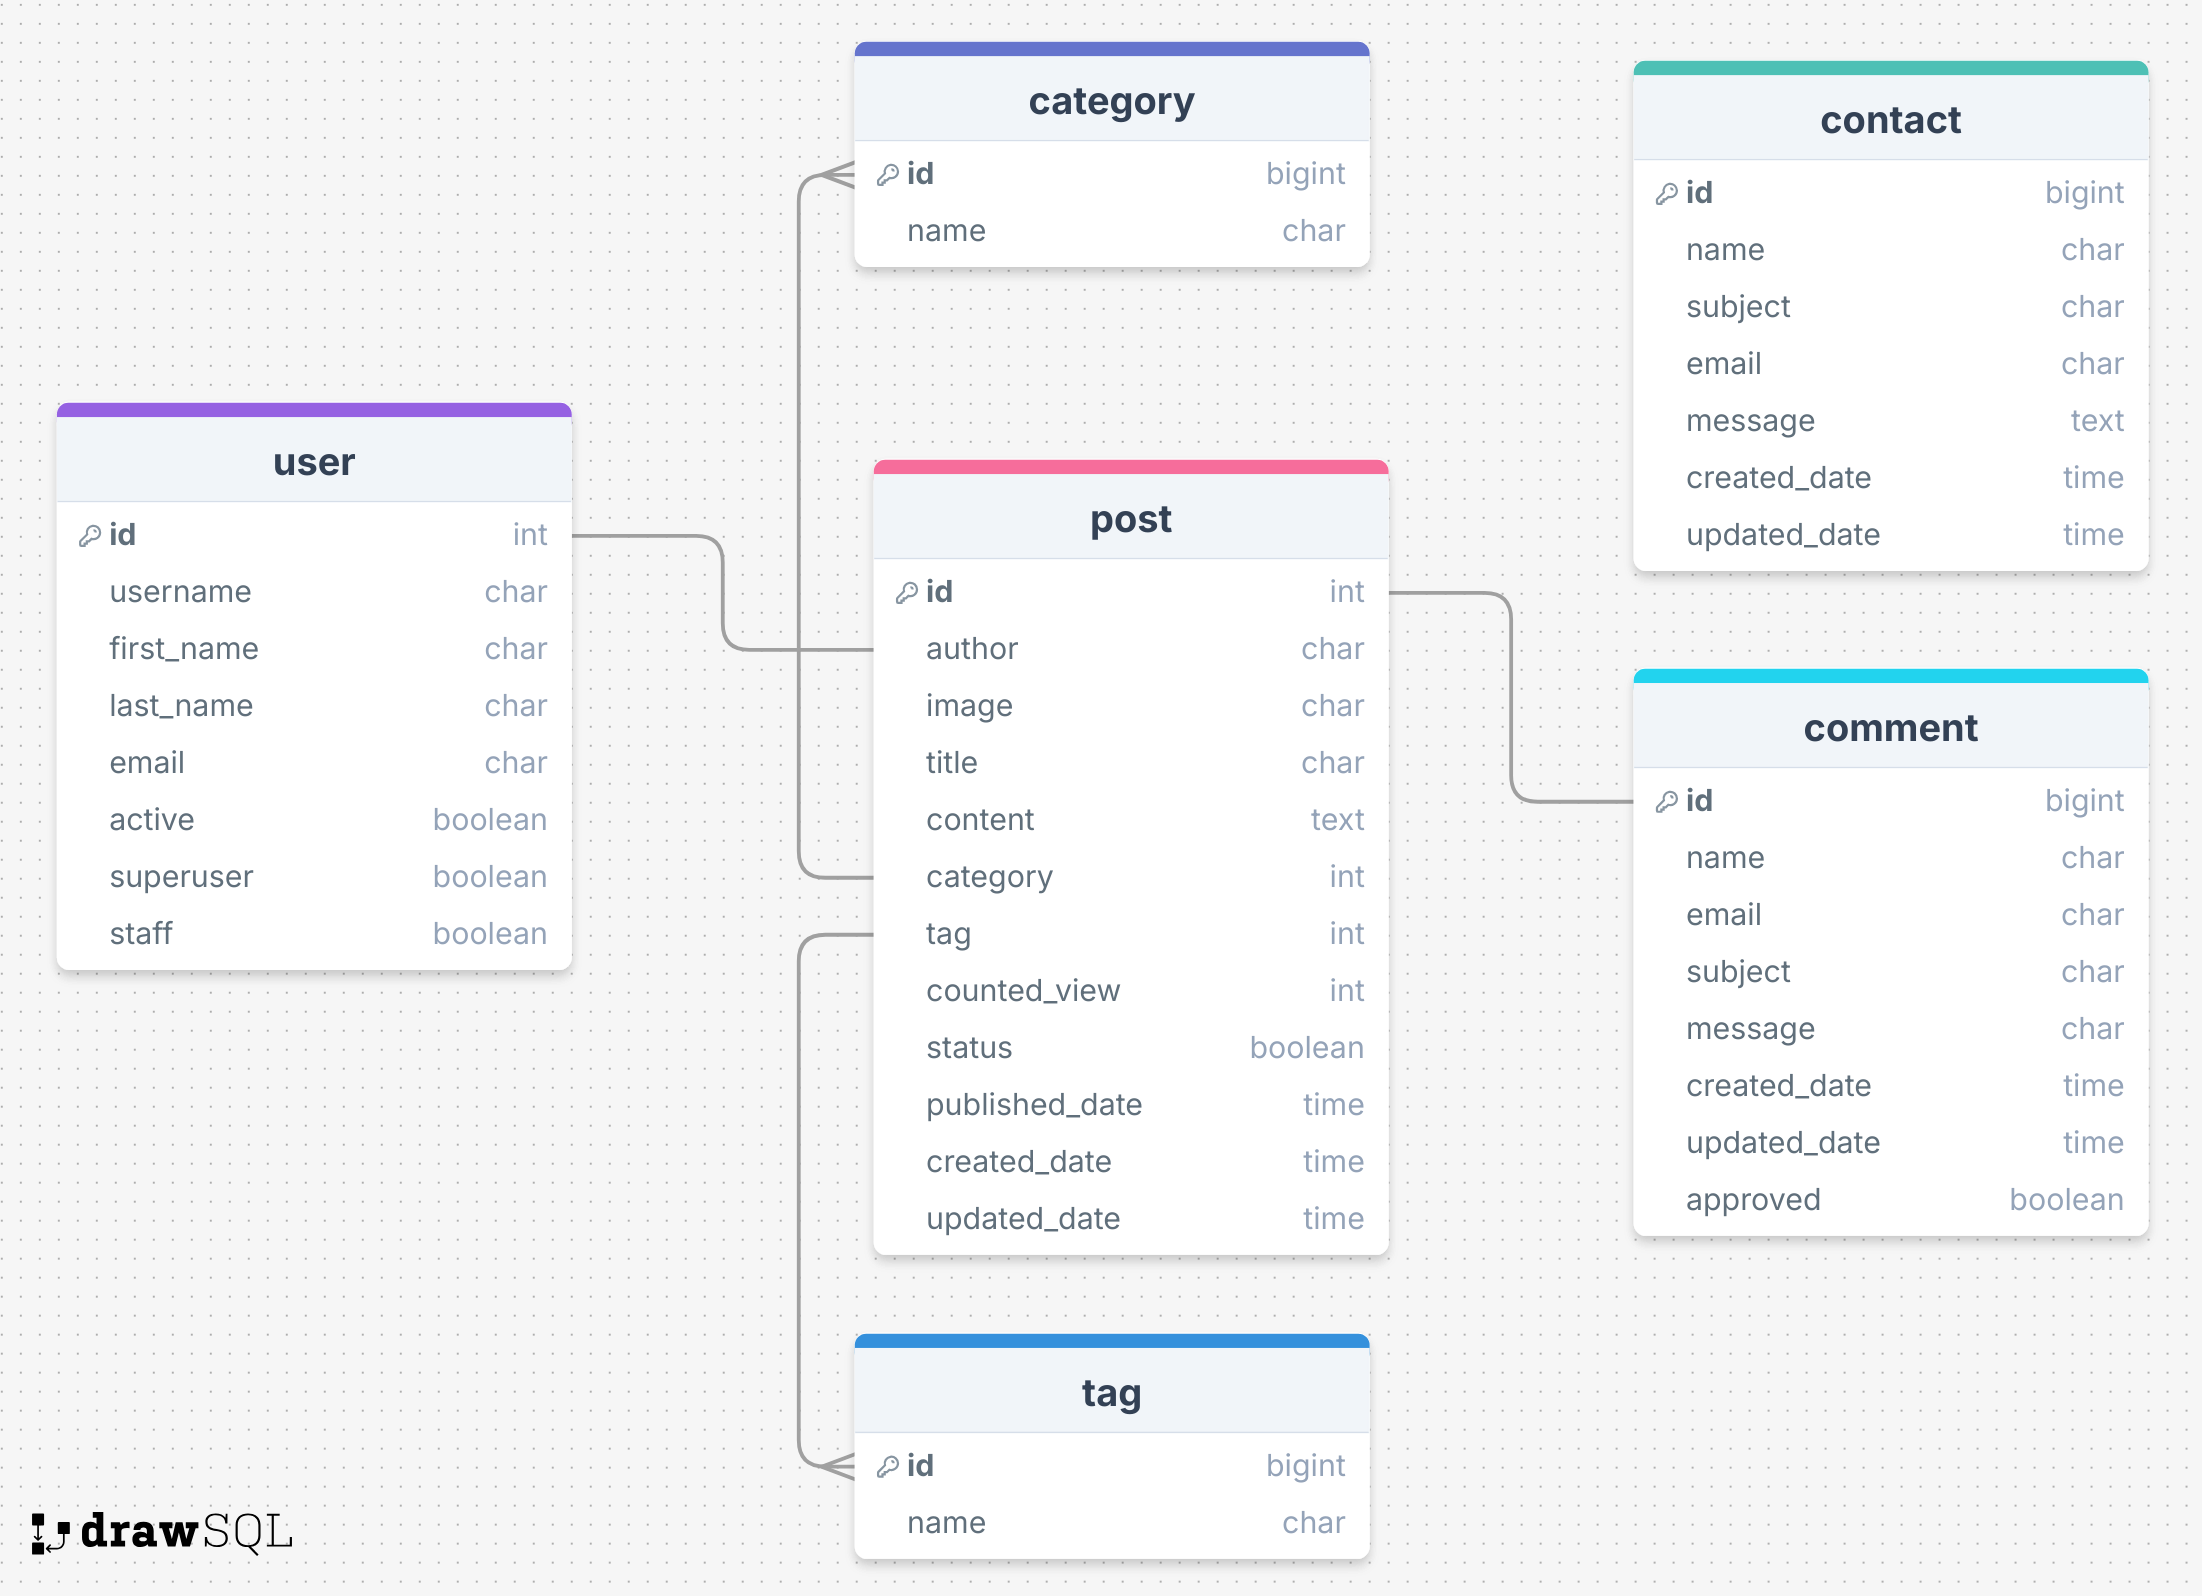 category
id bigint
name char
contact
id bigint
name char
subject char
email char
message text
created_date time
updated_date time
user
id int
username char
first_name char
last_name char
email char
active boolean
superuser boolean
staff boolean
post
id int
author char
image char
title char
content text
category int
tag int
counted_view int
status boolean
published_date time
created_date time
updated_date time
comment
id bigint
name char
email char
subject char
message char
created_date time
updated_date time
approved boolean
tag
id bigint
name char
drawSQL